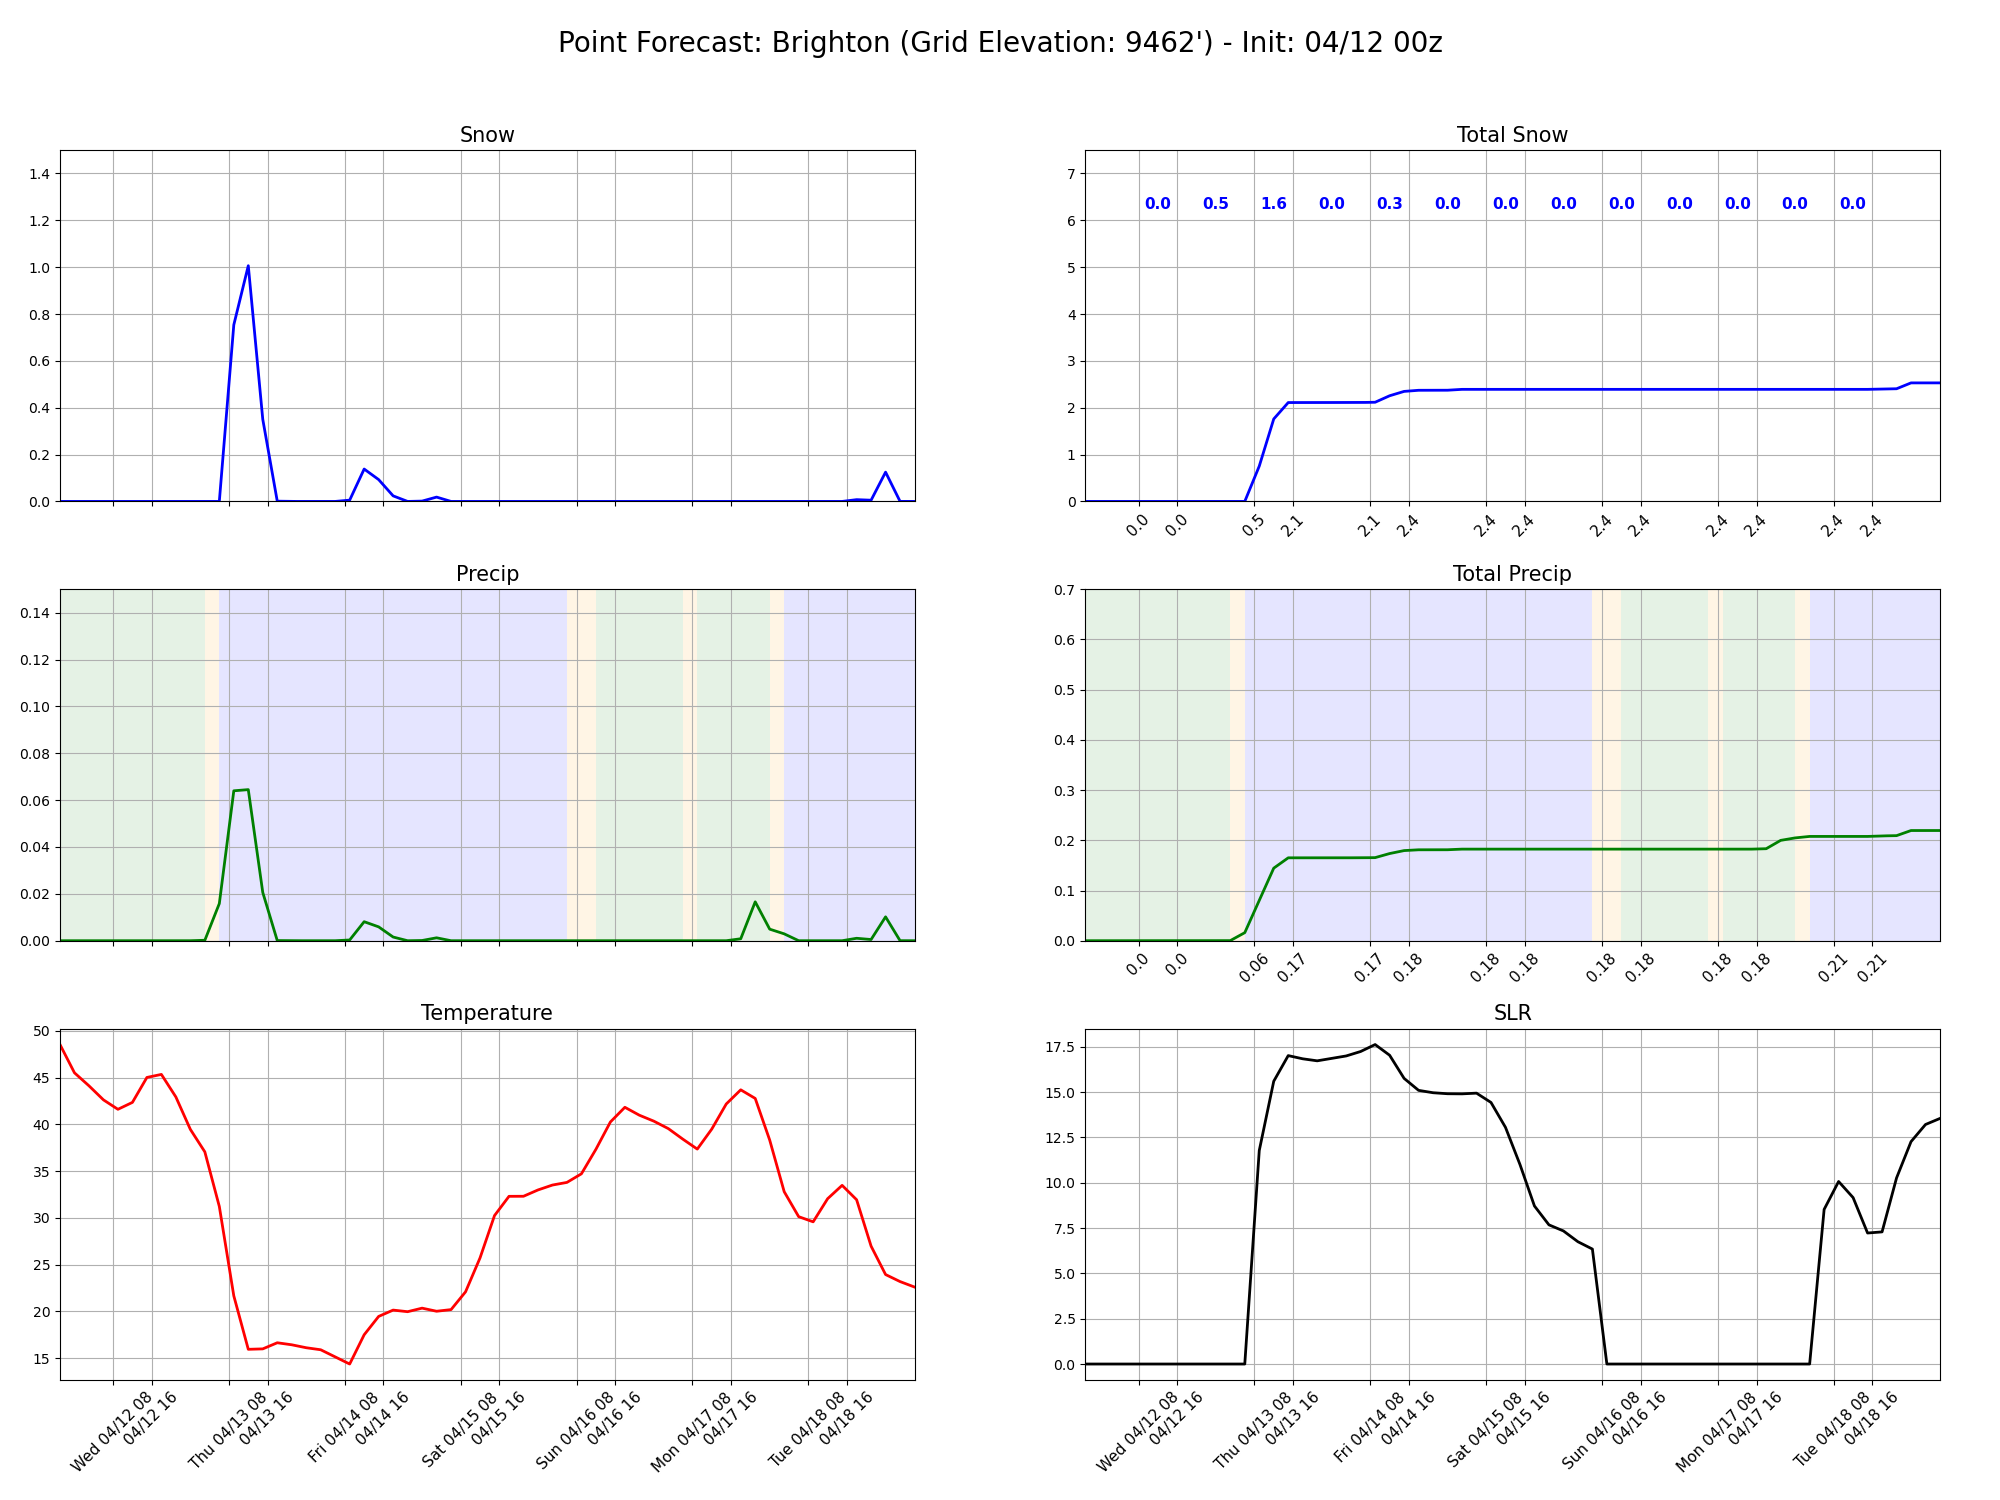 Point Forecast: Brighton (Grid Elevation: 9462') - Init: 04/12 00z
Snow
1.4
1.2
1.0
0.8
0.6
0.4
0.2
0.0
Total Snow
7
6
5
4
3
2
1
0
0.0 0.5 1.6 0.0 0.3 0.0 0.0 0.0 0.0 0.0 0.0 0.0 0.0
0.0 0.0 0.5 2.1 2.1 2.4 2.4 2.4 2.4 2.4 2.4 2.4 2.4 2.4
Precip
0.14
0.12
0.10
0.08
0.06
0.04
0.02
0.00
Total Precip
0.7
0.6
0.5
0.4
0.3
0.2
0.1
0.0
0.0 0.0 0.06 0.17 0.17 0.18 0.18 0.18 0.18 0.18 0.18 0.18 0.21 0.21
Temperature
50
45
40
35
30
25
20
15
Wed 04/12 08
04/12 16
Thu 04/13 08
04/13 16
Fri 04/14 08
04/14 16
Sat 04/15 08
04/15 16
Sun 04/16 08
04/16 16
Mon 04/17 08
04/17 16
Tue 04/18 08
04/18 16
SLR
17.5
15.0
12.5
10.0
7.5
5.0
2.5
0.0
Wed 04/12 08
04/12 16
Thu 04/13 08
04/13 16
Fri 04/14 08
04/14 16
Sat 04/15 08
04/15 16
Sun 04/16 08
04/16 16
Mon 04/17 08
04/17 16
Tue 04/18 08
04/18 16